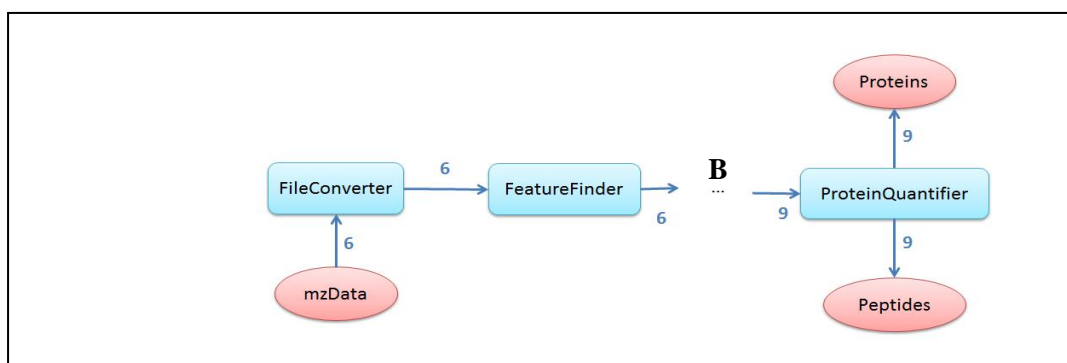 Proteins
9
6
B
FileConverter
FeatureFinder
...
ProteinQuantifier
6
9
6
9
mzData
Peptides